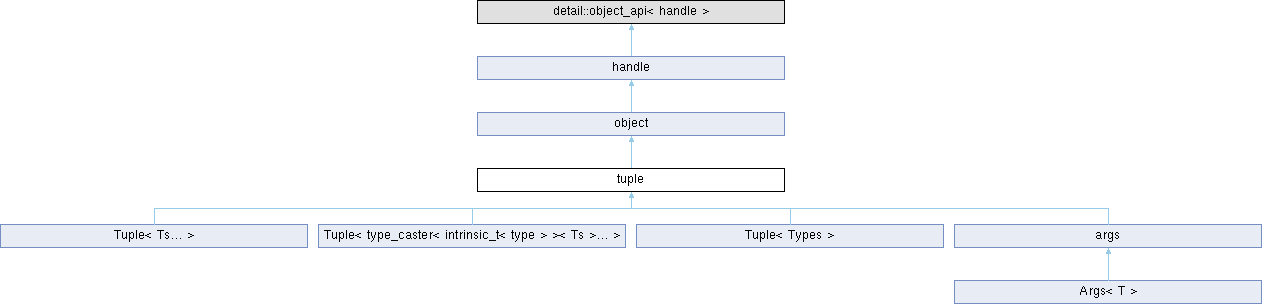 detail::object_api< handle >
handle
object
tuple
Tuple< Ts... >
Tuple< type_caster< intrinsic_t< type > >< Ts >... >
Tuple< Types >
args
Args< T >